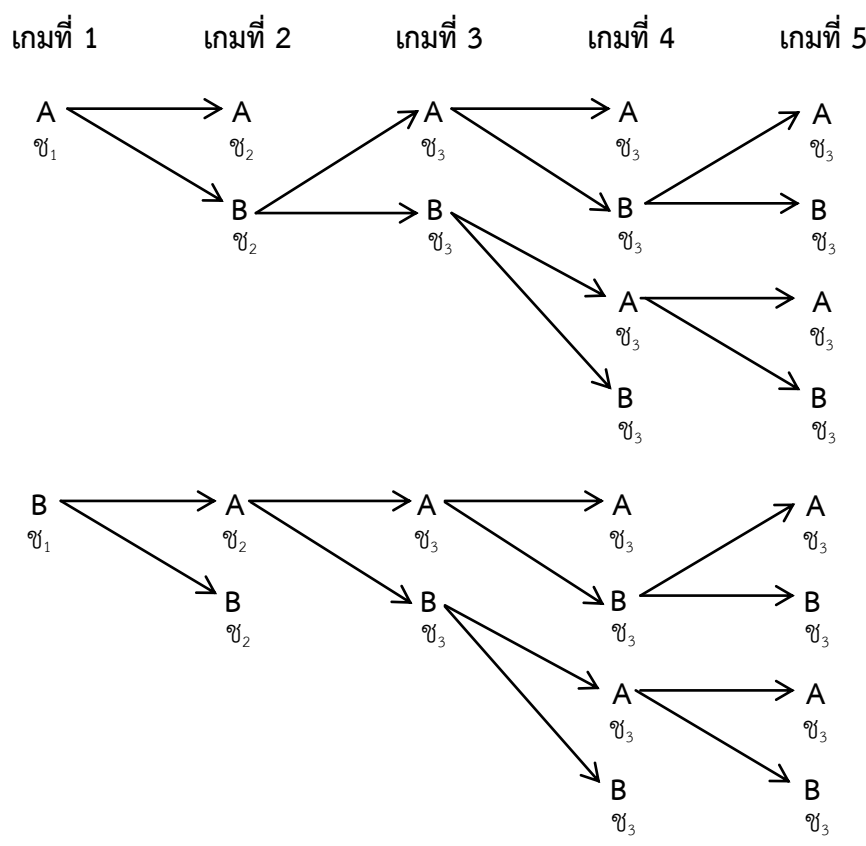 เกมที่ 1 เกมที่ 2 เกมที่ 3 เกมที่ 4 เกมที่ 5
A A A A A
ช₁ ช₂ ช₃ ช₃ ช₃
B B B B
ช₂ ช₃ ช₃ ช₃
A A
ช₃ ช₃
B B
ช₃ ช₃
B A A A A
ช₁ ช₂ ช₃ ช₃ ช₃
B B B B
ช₂ ช₃ ช₃ ช₃
A A
ช₃ ช₃
B B
ช₃ ช₃